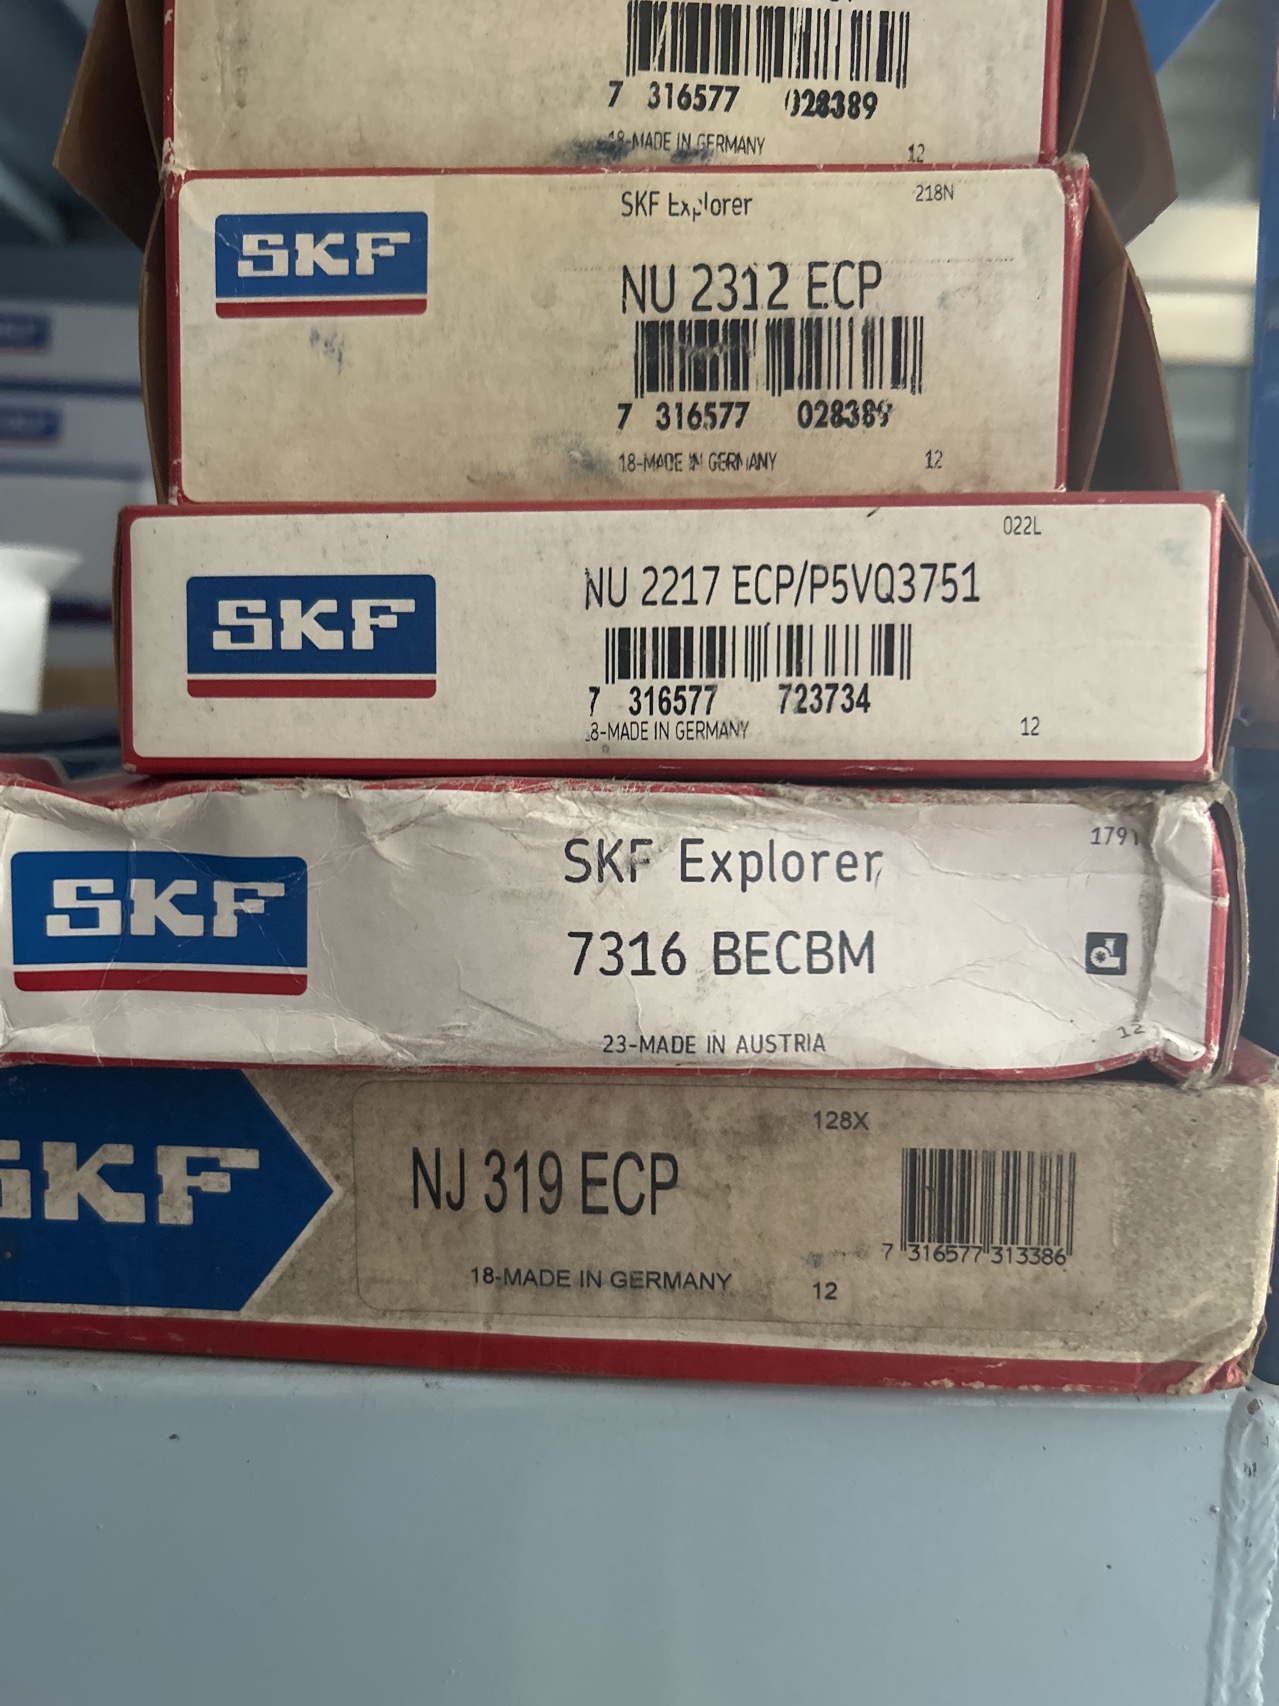 7 316577 028389
18-MADE IN GERMANY
12
SKF
SKF Explorer
218N
NU 2312 ECP
7 316577 028389
18-MADE IN GERMANY
12
SKF
022L
NU 2217 ECP/P5VQ3751
7 316577 723734
8-MADE IN GERMANY
12
SKF
SKF Explorer
179
7316 BECBM
23-MADE IN AUSTRIA
12
SKF
128X
NJ 319 ECP
7 316577 313386
18-MADE IN GERMANY
12